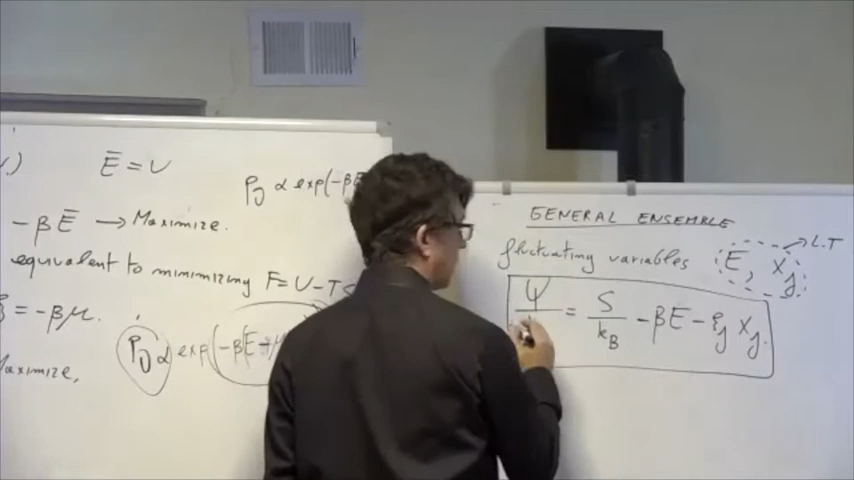 Ē = U
P_J α exp(-βE
-βĒ → Maximize.
equivalent to minimizing F = U - TS
ξ = -βμ.
P_J α exp(-β(E - μ
Maximize,
GENERAL ENSEMBLE
fluctuating variables E, X_j → L.T
Ψ/ = S/k_B - βE - ξ_j X_j.